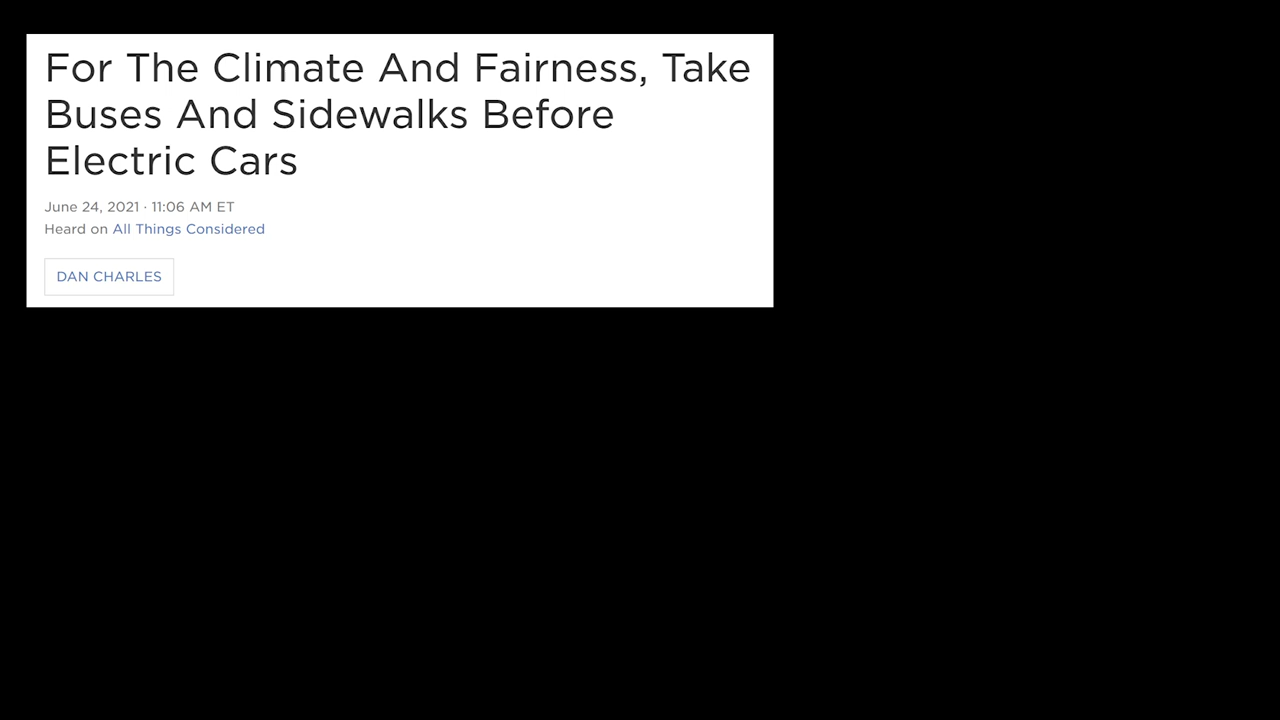 For The Climate And Fairness, Take
Buses And Sidewalks Before
Electric Cars
June 24, 2021 · 11:06 AM ET
Heard on All Things Considered
DAN CHARLES